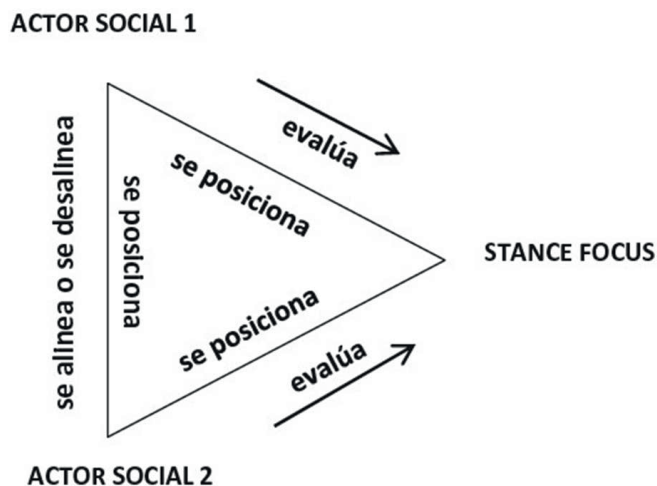 ACTOR SOCIAL 1
evalúa
se posiciona
se alinea o se desalinea
se posiciona
STANCE FOCUS
se posiciona
evalúa
ACTOR SOCIAL 2